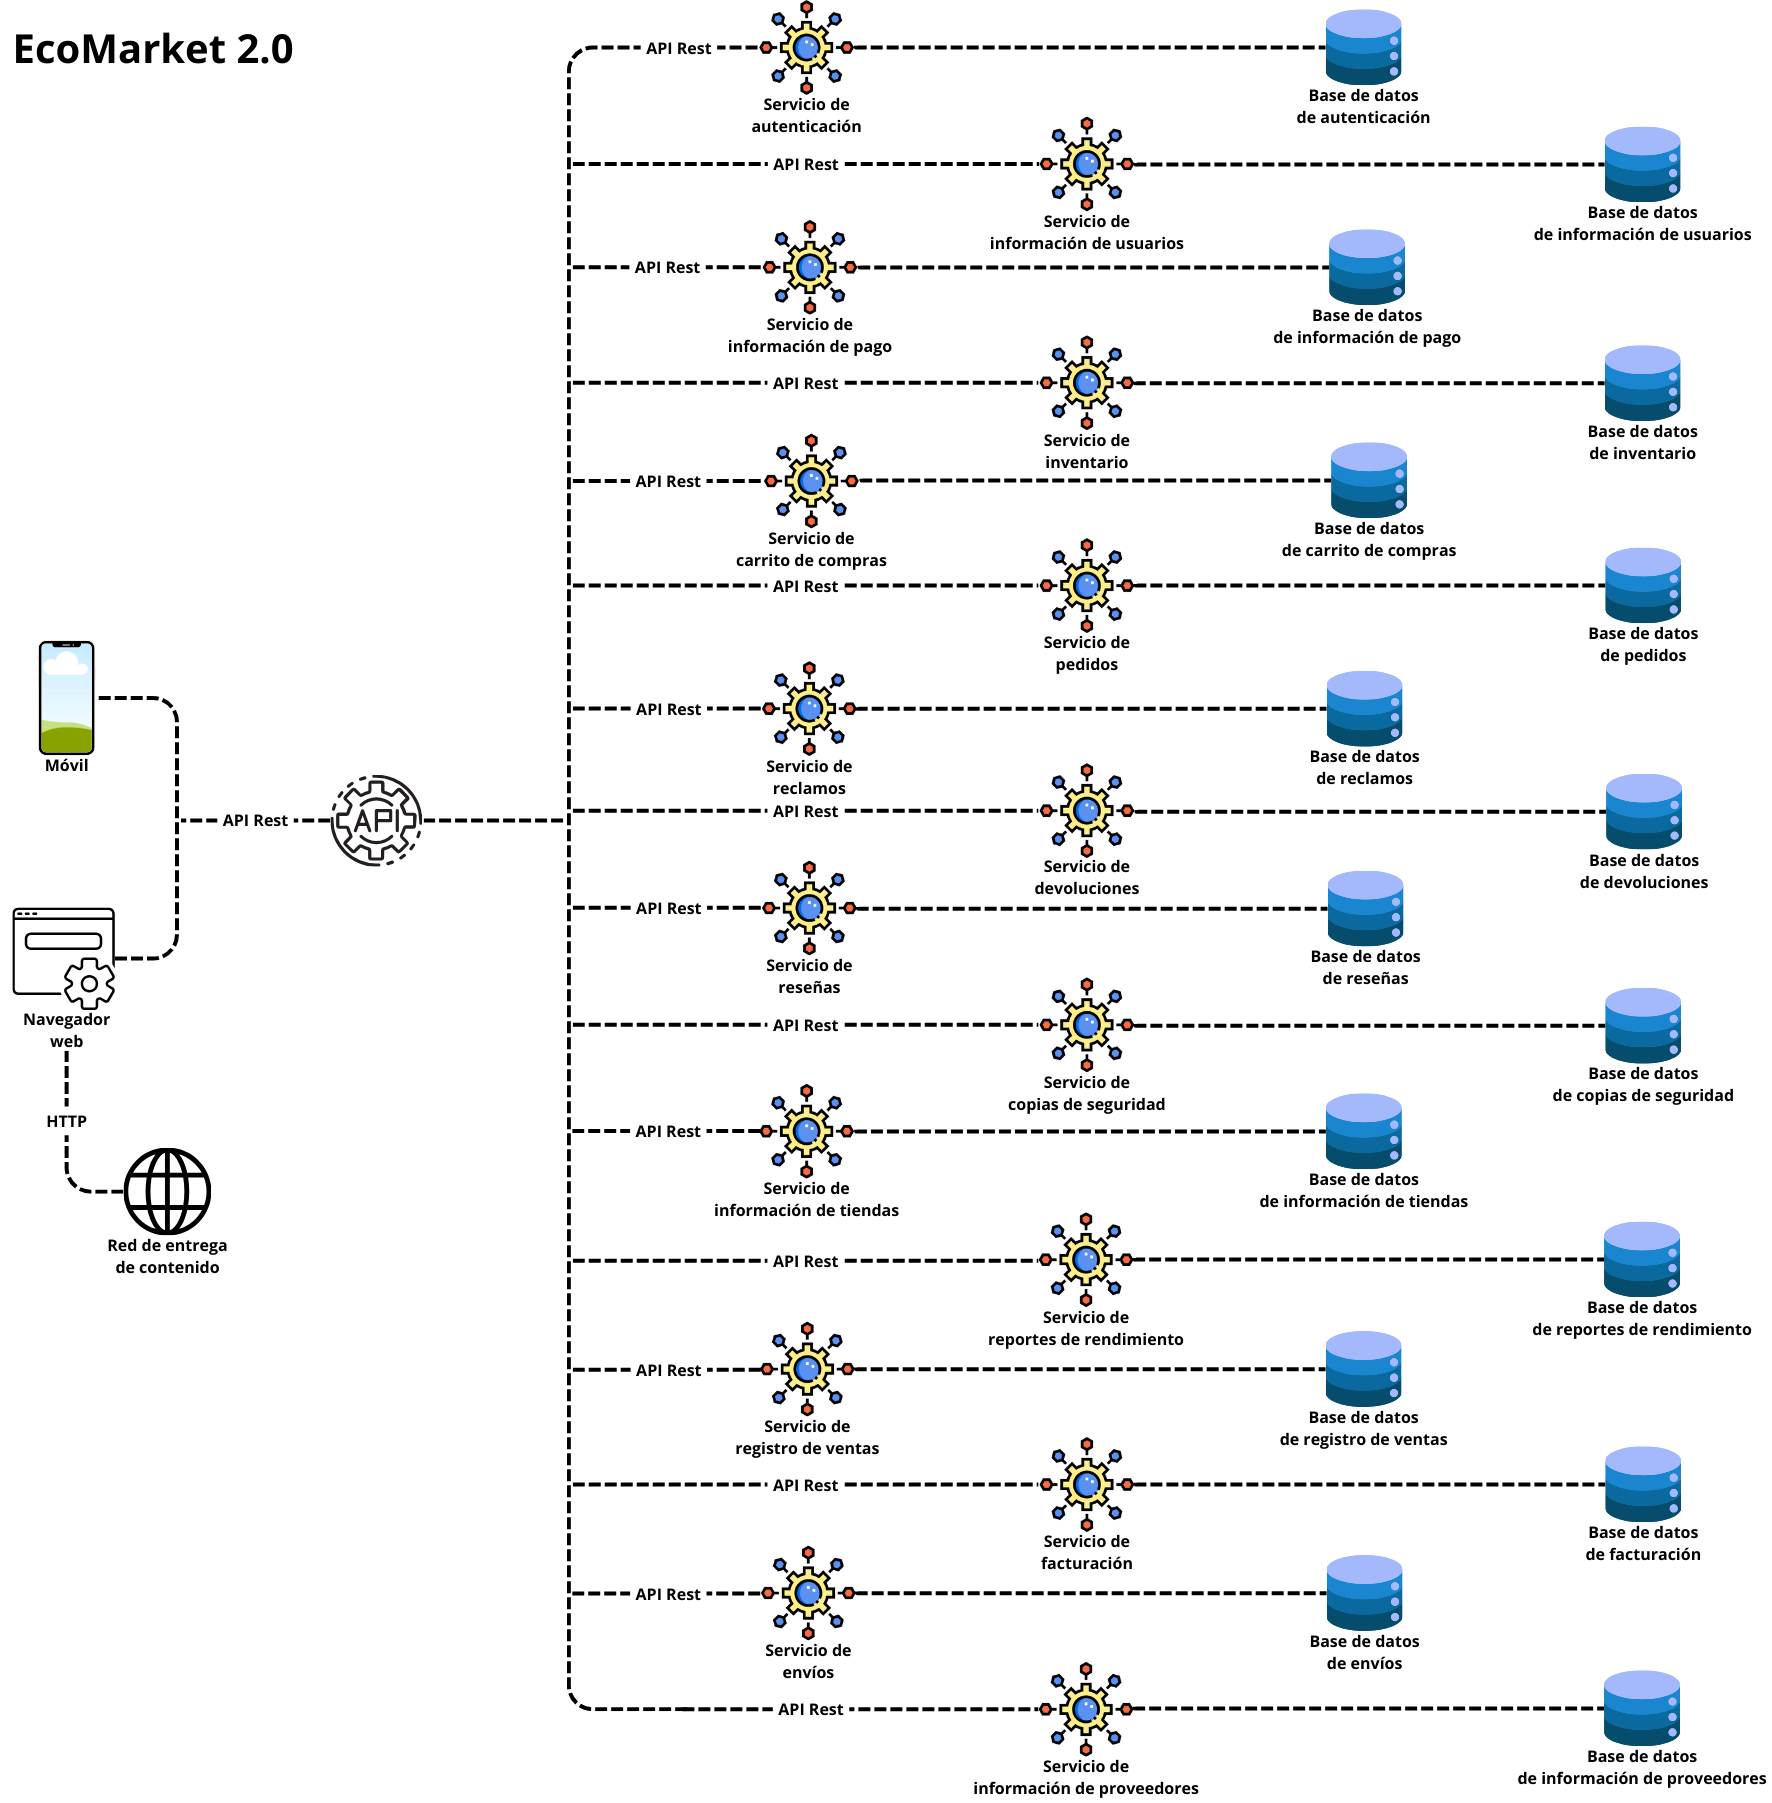 EcoMarket 2.0
API Rest
Servicio de
autenticación
Base de datos
de autenticación
API Rest
Servicio de
información de usuarios
Base de datos
de información de usuarios
API Rest
Servicio de
información de pago
Base de datos
de información de pago
API Rest
Servicio de
inventario
Base de datos
de inventario
API Rest
Servicio de
carrito de compras
Base de datos
de carrito de compras
API Rest
Servicio de
pedidos
Base de datos
de pedidos
API Rest
Servicio de
reclamos
Base de datos
de reclamos
Móvil
API Rest
API
API Rest
Servicio de
devoluciones
Base de datos
de devoluciones
API Rest
Servicio de
reseñas
Base de datos
de reseñas
Navegador
web
API Rest
Servicio de
copias de seguridad
Base de datos
de copias de seguridad
HTTP
Red de entrega
de contenido
API Rest
Servicio de
información de tiendas
Base de datos
de información de tiendas
API Rest
Servicio de
reportes de rendimiento
Base de datos
de reportes de rendimiento
API Rest
Servicio de
registro de ventas
Base de datos
de registro de ventas
API Rest
Servicio de
facturación
Base de datos
de facturación
API Rest
Servicio de
envíos
Base de datos
de envíos
API Rest
Servicio de
información de proveedores
Base de datos
de información de proveedores